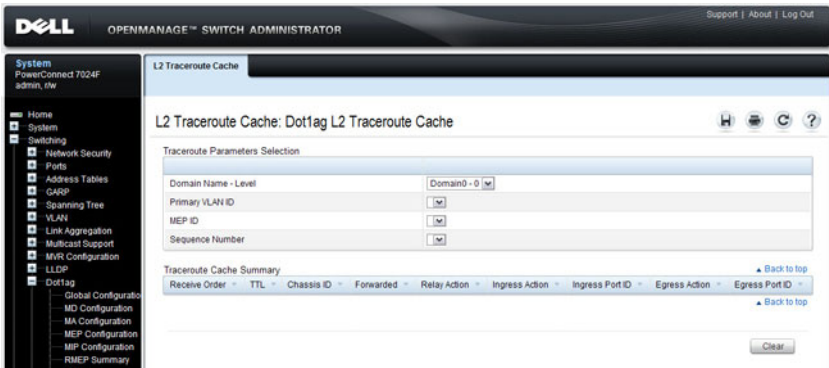 DELL
OPENMANAGE™ SWITCH ADMINISTRATOR
Support | About | Log Out
System
PowerConnect 7024F
admin, r/w
L2 Traceroute Cache
Home
System
Switching
Network Security
Ports
Address Tables
GARP
Spanning Tree
VLAN
Link Aggregation
Multicast Support
MVR Configuration
LLDP
Dot1ag
Global Configuratio
MD Configuration
MA Configuration
MEP Configuration
MIP Configuration
RMEP Summary
L2 Traceroute Cache: Dot1ag L2 Traceroute Cache
Traceroute Parameters Selection
Domain Name - Level Domain0 - 0
Primary VLAN ID
MEP ID
Sequence Number
Back to top
Traceroute Cache Summary
Receive Order TTL Chassis ID Forwarded Relay Action Ingress Action Ingress Port ID Egress Action Egress Port ID
Back to top
Clear